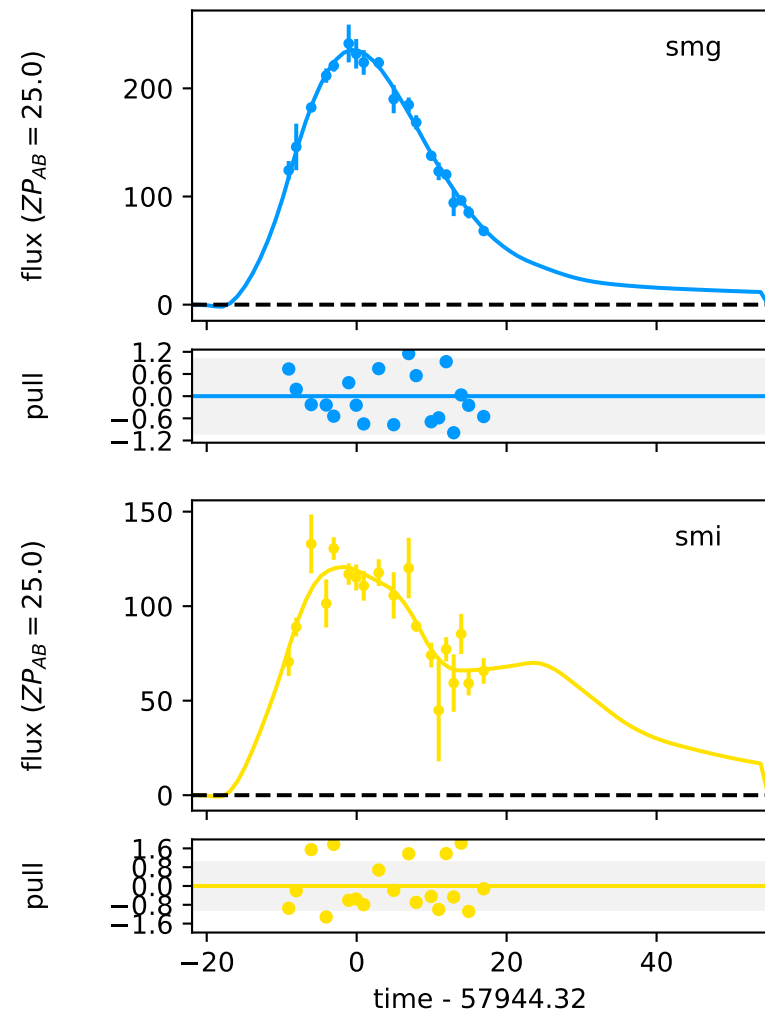 smg
flux (ZP_AB = 25.0)
200
100
0
pull
1.2
0.6
0.0
−0.6
−1.2
smi
flux (ZP_AB = 25.0)
150
100
50
0
pull
1.6
0.8
0.0
−0.8
−1.6
−20 0 20 40
time - 57944.32